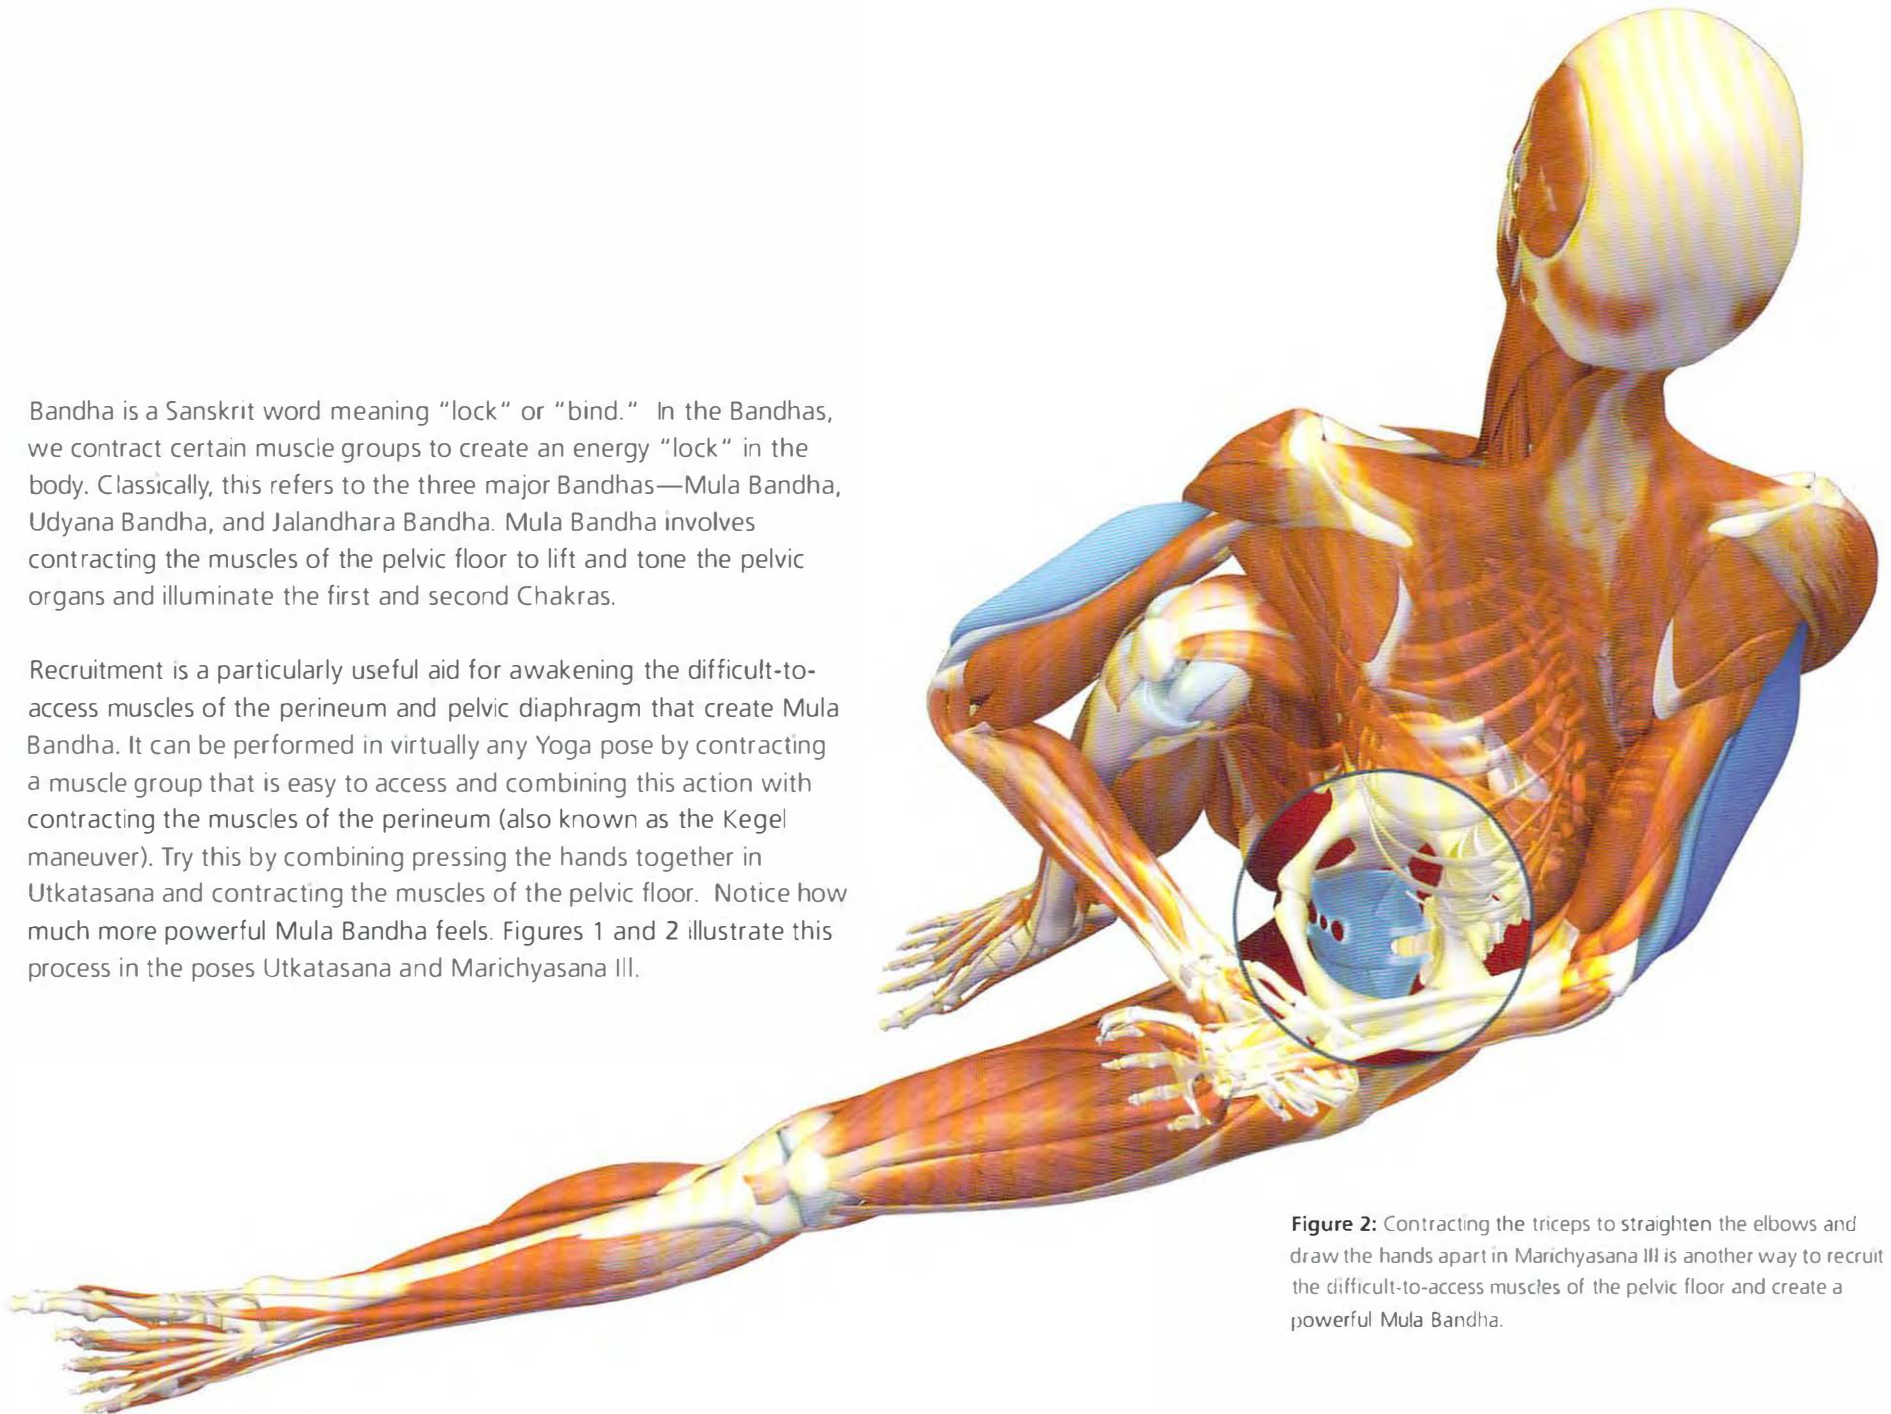 Bandha is a Sanskrit word meaning "lock" or "bind." In the Bandhas,
we contract certain muscle groups to create an energy "lock" in the
body. Classically, this refers to the three major Bandhas—Mula Bandha,
Udyana Bandha, and Jalandhara Bandha. Mula Bandha involves
contracting the muscles of the pelvic floor to lift and tone the pelvic
organs and illuminate the first and second Chakras.
Recruitment is a particularly useful aid for awakening the difficult-to-
access muscles of the perineum and pelvic diaphragm that create Mula
Bandha. It can be performed in virtually any Yoga pose by contracting
a muscle group that is easy to access and combining this action with
contracting the muscles of the perineum (also known as the Kegel
maneuver). Try this by combining pressing the hands together in
Utkatasana and contracting the muscles of the pelvic floor. Notice how
much more powerful Mula Bandha feels. Figures 1 and 2 illustrate this
process in the poses Utkatasana and Marichyasana III.
Figure 2: Contracting the triceps to straighten the elbows and
draw the hands apart in Marichyasana III is another way to recruit
the difficult-to-access muscles of the pelvic floor and create a
powerful Mula Bandha.